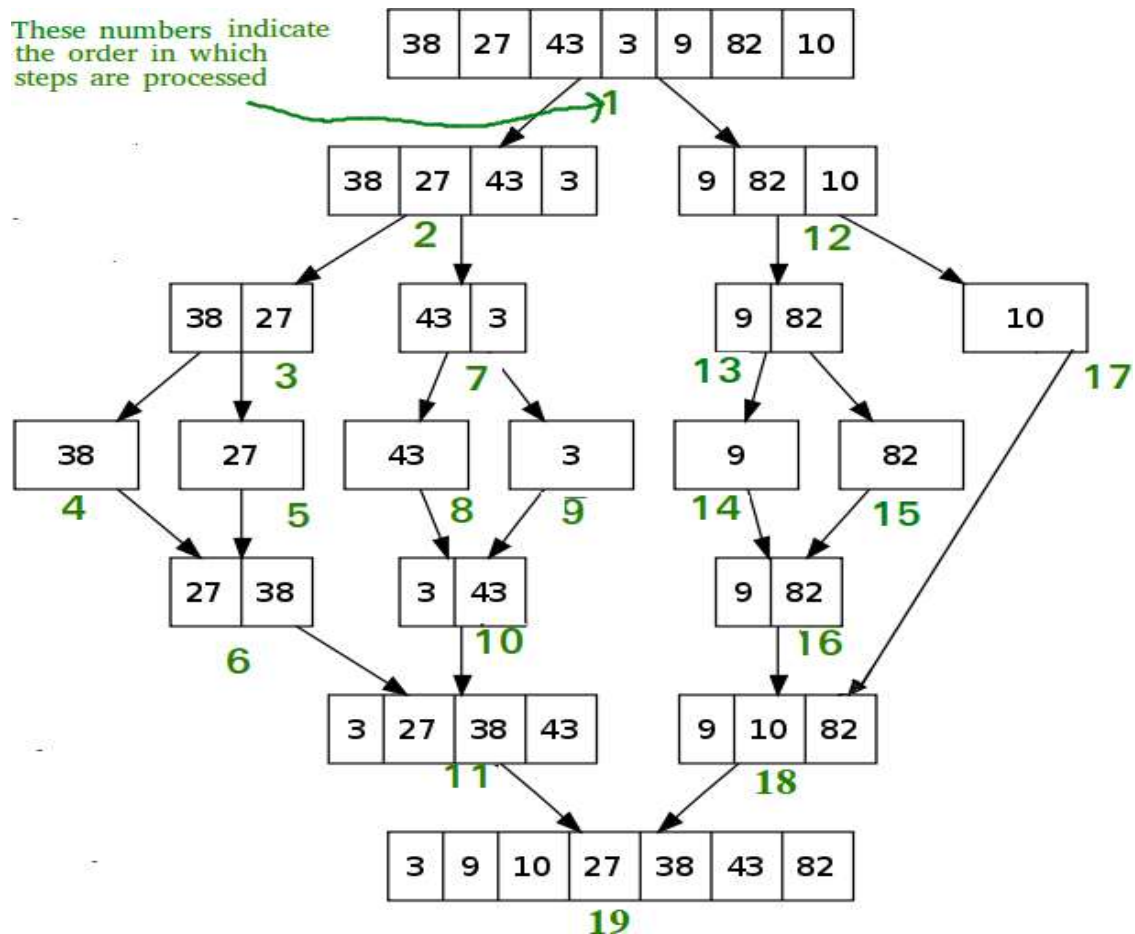 These numbers indicate
the order in which
steps are processed
38 27 43 3 9 82 10
1
38 27 43 3 9 82 10
2 12
38 27 43 3 9 82 10
3 7 13 17
38 27 43 3 9 82
4 5 8 9 14 15
27 38 3 43 9 82
6 10 16
3 27 38 43 9 10 82
11 18
3 9 10 27 38 43 82
19